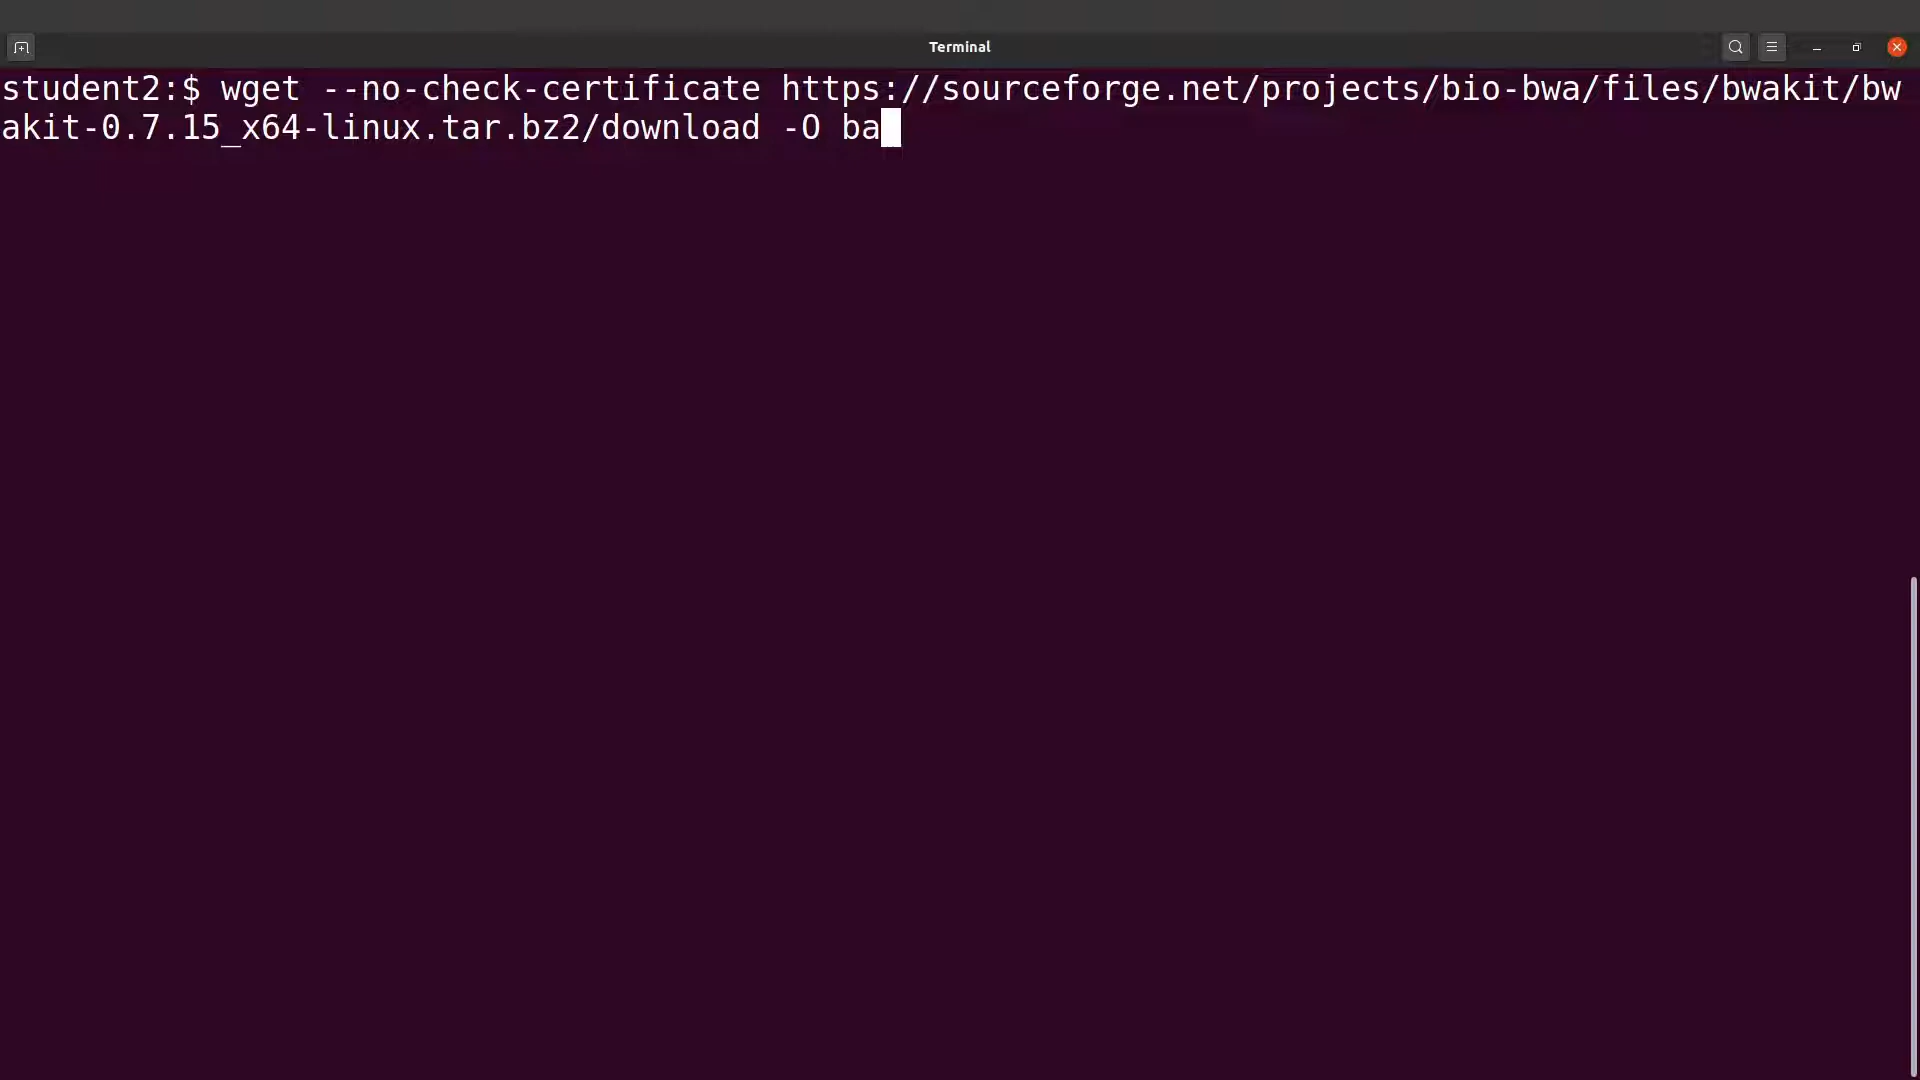 Terminal
student2:$ wget --no-check-certificate https://sourceforge.net/projects/bio-bwa/files/bwakit/bw
akit-0.7.15_x64-linux.tar.bz2/download -O ba